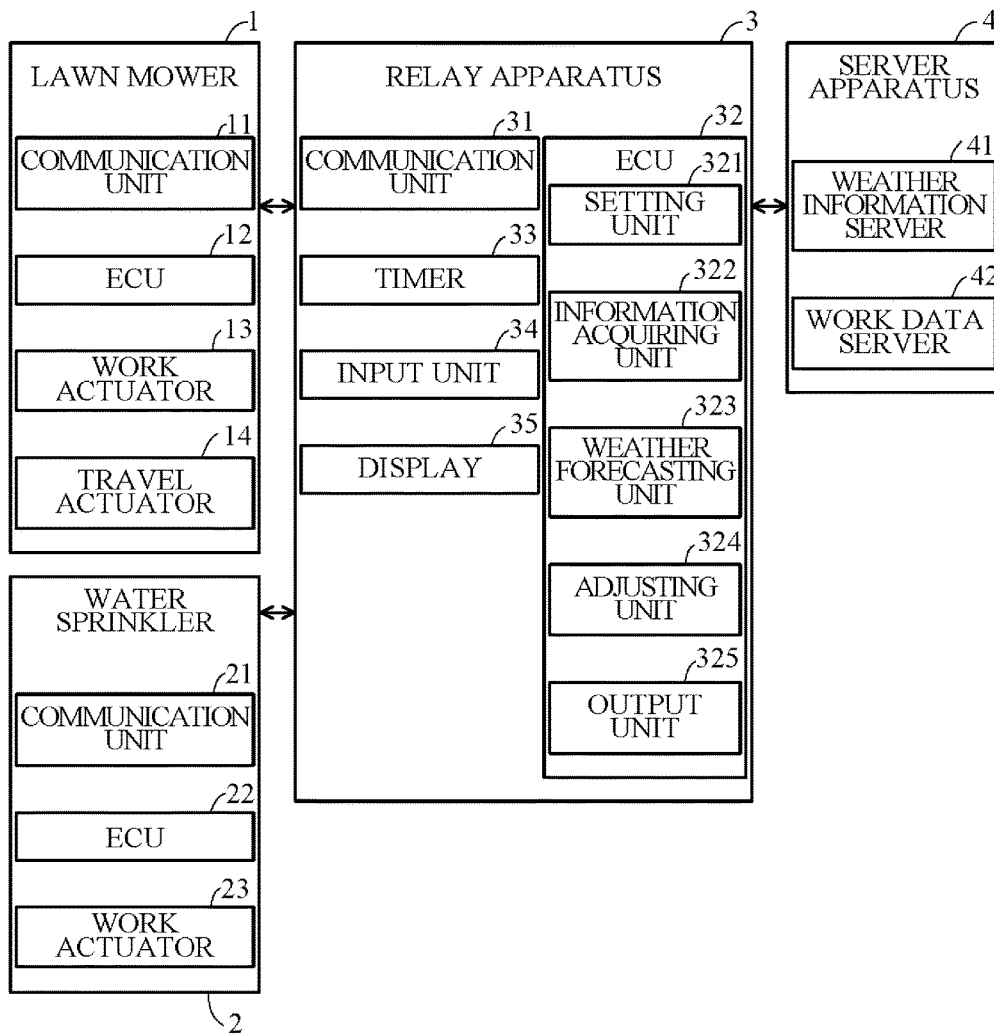 1
LAWN MOWER
11
COMMUNICATION
UNIT
12
ECU
13
WORK
ACTUATOR
14
TRAVEL
ACTUATOR
WATER
SPRINKLER
21
COMMUNICATION
UNIT
22
ECU
23
WORK
ACTUATOR
2
3
RELAY APPARATUS
31
COMMUNICATION
UNIT
33
TIMER
34
INPUT UNIT
35
DISPLAY
32
ECU
321
SETTING
UNIT
322
INFORMATION
ACQUIRING
UNIT
323
WEATHER
FORECASTING
UNIT
324
ADJUSTING
UNIT
325
OUTPUT
UNIT
4
SERVER
APPARATUS
41
WEATHER
INFORMATION
SERVER
42
WORK DATA
SERVER